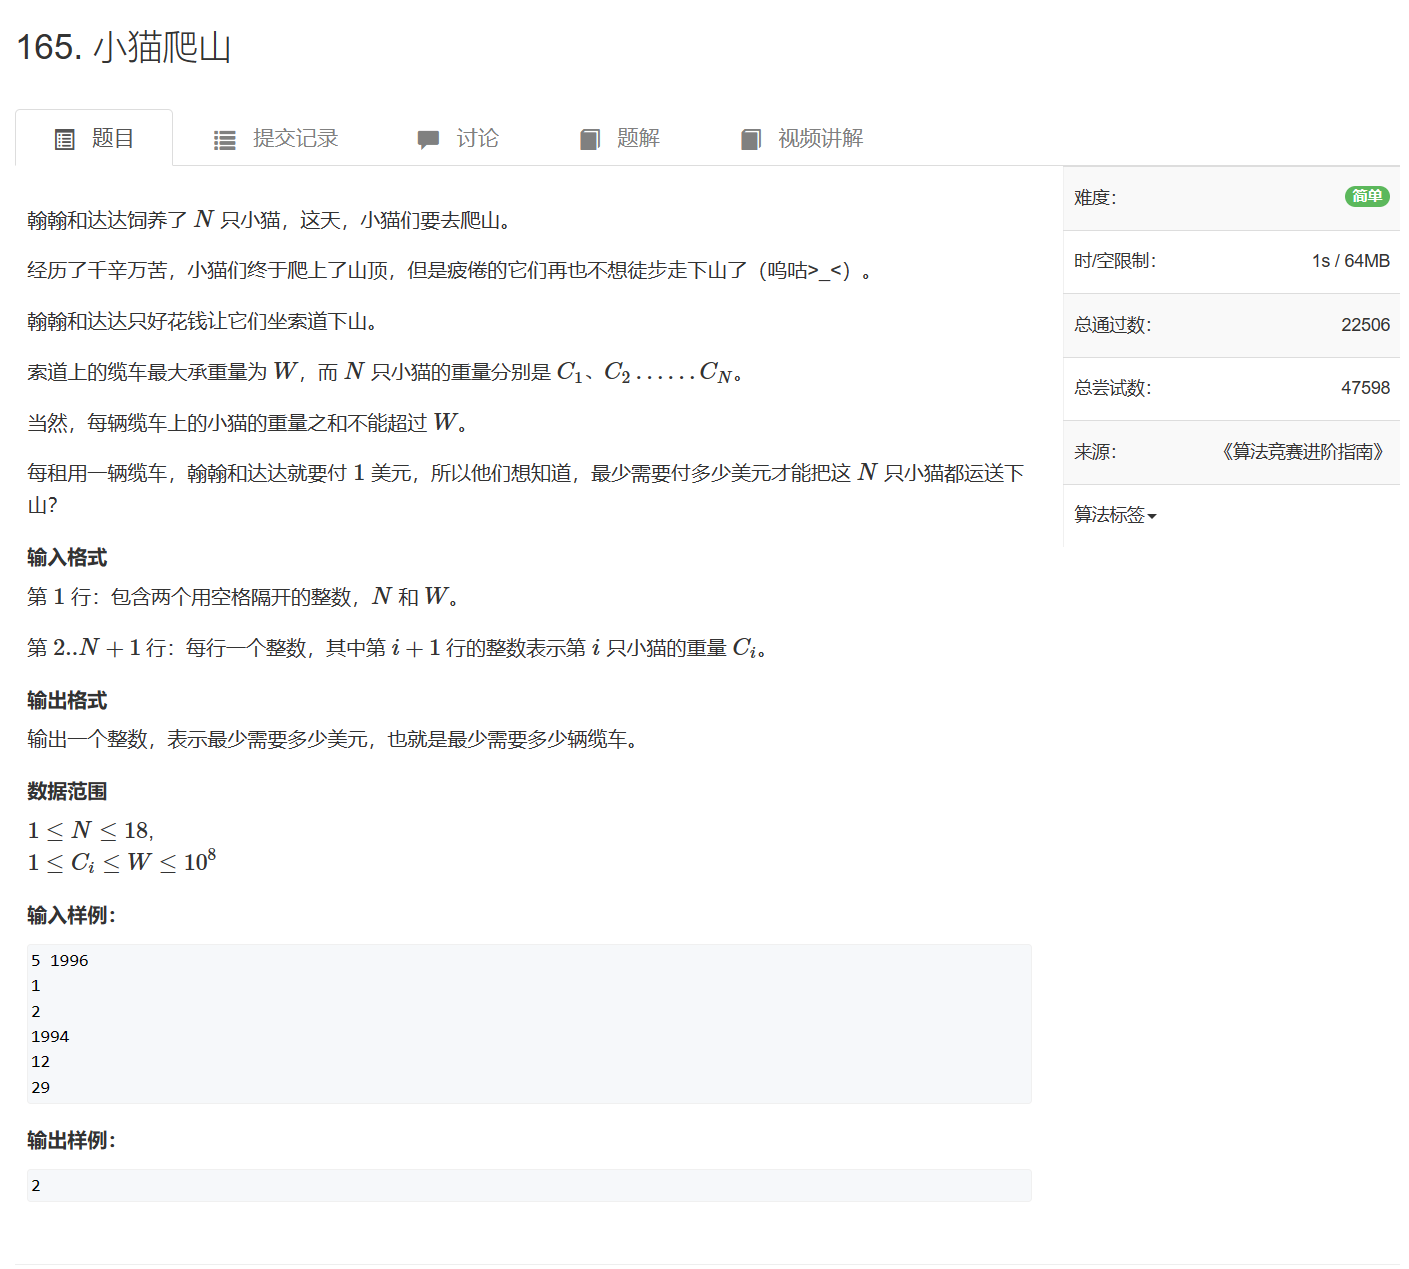 165. 小猫爬山
题目 提交记录 讨论 题解 视频讲解
翰翰和达达饲养了 N 只小猫，这天，小猫们要去爬山。
经历了千辛万苦，小猫们终于爬上了山顶，但是疲倦的它们再也不想徒步走下山了（呜咕>_<）。
翰翰和达达只好花钱让它们坐索道下山。
索道上的缆车最大承重量为 W，而 N 只小猫的重量分别是 C₁、C₂……C_N。
当然，每辆缆车上的小猫的重量之和不能超过 W。
每租用一辆缆车，翰翰和达达就要付 1 美元，所以他们想知道，最少需要付多少美元才能把这 N 只小猫都运送下
山？
输入格式
第 1 行：包含两个用空格隔开的整数，N 和 W。
第 2..N + 1 行：每行一个整数，其中第 i + 1 行的整数表示第 i 只小猫的重量 Cᵢ。
输出格式
输出一个整数，表示最少需要多少美元，也就是最少需要多少辆缆车。
数据范围
1 ≤ N ≤ 18,
1 ≤ Cᵢ ≤ W ≤ 10⁸
输入样例：
5 1996
1
2
1994
12
29
输出样例：
2
难度： 简单
时/空限制： 1s / 64MB
总通过数： 22506
总尝试数： 47598
来源： 《算法竞赛进阶指南》
算法标签